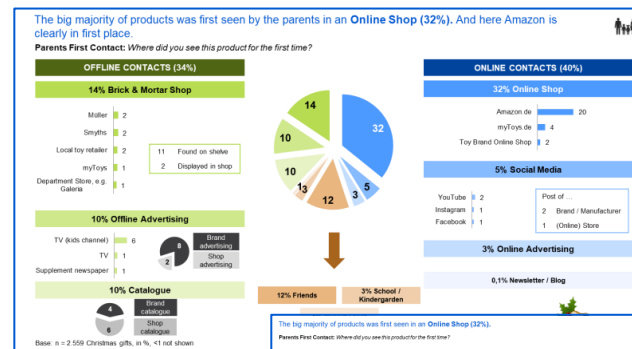 The big majority of products was first seen by the parents in an Online Shop (32%). And here Amazon is
clearly in first place.
Parents First Contact: Where did you see this product for the first time?
OFFLINE CONTACTS (34%)
14% Brick & Mortar Shop
Müller 2
Smyths 2
Local toy retailer 2
myToys 1
Department Store, e.g.
Galeria 1
11 Found on shelve
2 Displayed in shop
10% Offline Advertising
TV (kids channel) 6
TV 1
Supplement newspaper 1
8
2
Brand
advertising
Shop
advertising
10% Catalogue
4
6
Brand
catalogue
Shop
catalogue
Base: n = 2.559 Christmas gifts, in %, <1 not shown
14
32
10
10
1
3
12
3
5
12% Friends
3% School /
Kindergarden
ONLINE CONTACTS (40%)
32% Online Shop
Amazon.de 20
myToys.de 4
Toy Brand Online Shop 2
5% Social Media
YouTube 2
Instagram 1
Facebook 1
Post of …
2 Brand / Manufacturer
1 (Online) Store
3% Online Advertising
0,1% Newsletter / Blog
The big majority of products was first seen in an Online Shop (32%).
Parents First Contact: Where did you see this product for the first time?